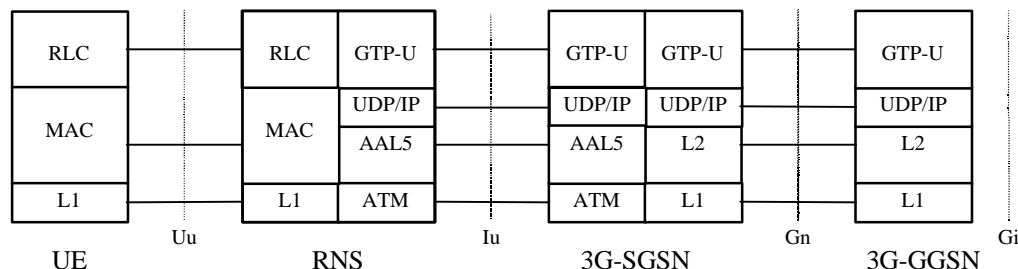 RLC RLC GTP-U GTP-U GTP-U GTP-U
UDP/IP UDP/IP UDP/IP UDP/IP
MAC MAC AAL5 AAL5 L2 L2
L1 L1 ATM ATM L1 L1
Uu Iu Gn Gi
UE RNS 3G-SGSN 3G-GGSN